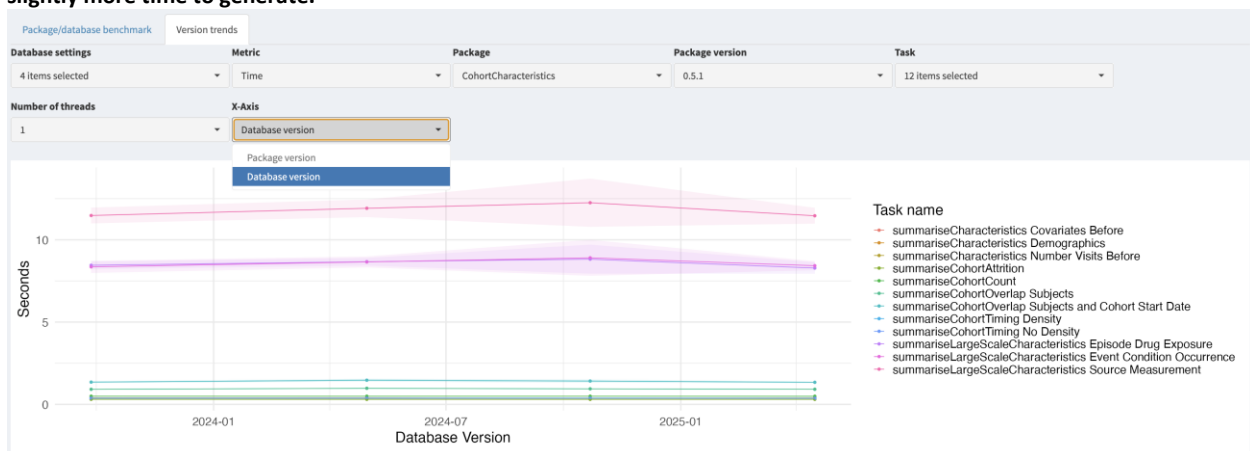 slightly more time to generate.
Package/database benchmark Version trends
Database settings Metric Package Package version Task
4 items selected Time CohortCharacteristics 0.5.1 12 items selected
Number of threads X-Axis
1 Database version
Package version
Database version
Task name
summariseCharacteristics Covariates Before
summariseCharacteristics Demographics
summariseCharacteristics Number Visits Before
summariseCohortAttrition
summariseCohortCount
summariseCohortOverlap Subjects
summariseCohortOverlap Subjects and Cohort Start Date
summariseCohortTiming Density
summariseCohortTiming No Density
summariseLargeScaleCharacteristics Episode Drug Exposure
summariseLargeScaleCharacteristics Event Condition Occurrence
summariseLargeScaleCharacteristics Source Measurement
Seconds
10
5
0
2024-01 2024-07 2025-01
Database Version